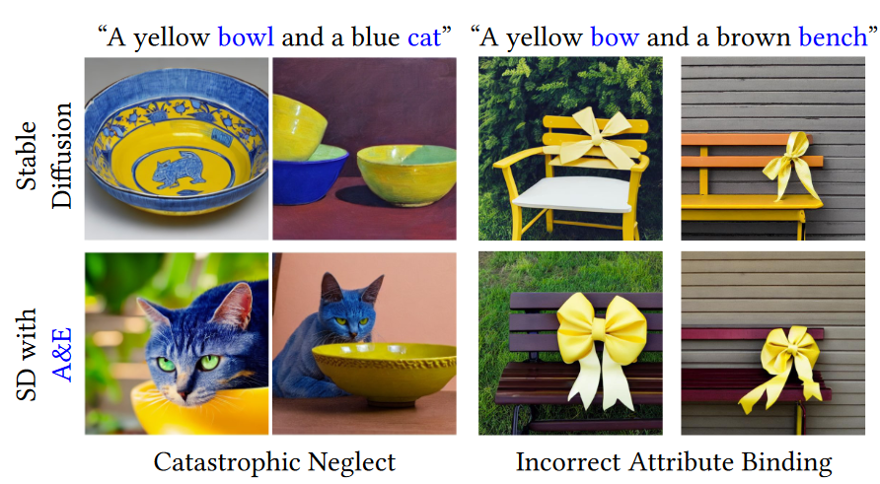 “A yellow bowl and a blue cat”
“A yellow bow and a brown bench”
Stable
Diffusion
SD with
A&E
Catastrophic Neglect
Incorrect Attribute Binding